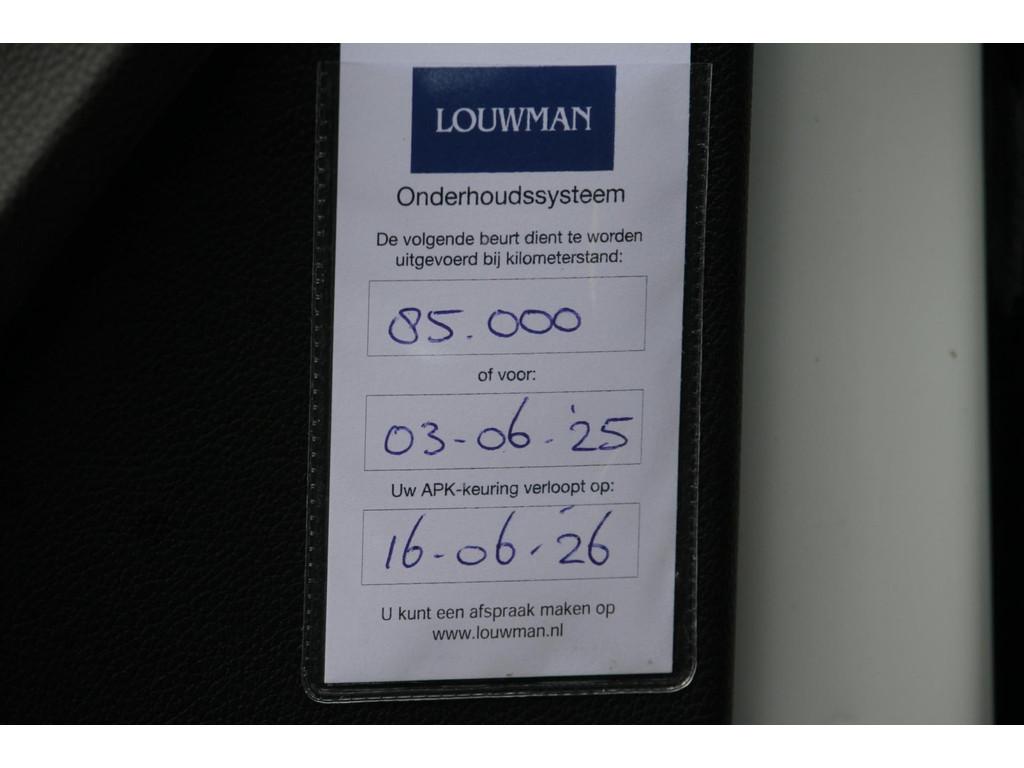 LOUWMAN
Onderhoudssysteem
De volgende beurt dient te worden
uitgevoerd bij kilometerstand:
85.000
of voor:
03-06-'25
Uw APK-keuring verloopt op:
16-06-'26
U kunt een afspraak maken op
www.louwman.nl